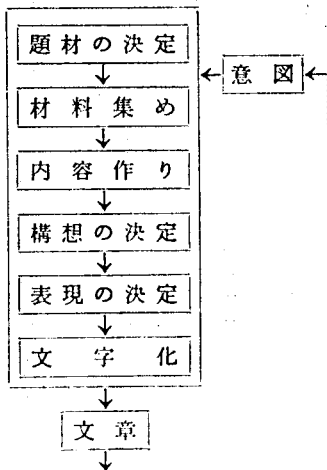 題材の決定
意図
材料集め
内容作り
構想の決定
表現の決定
文字化
文章